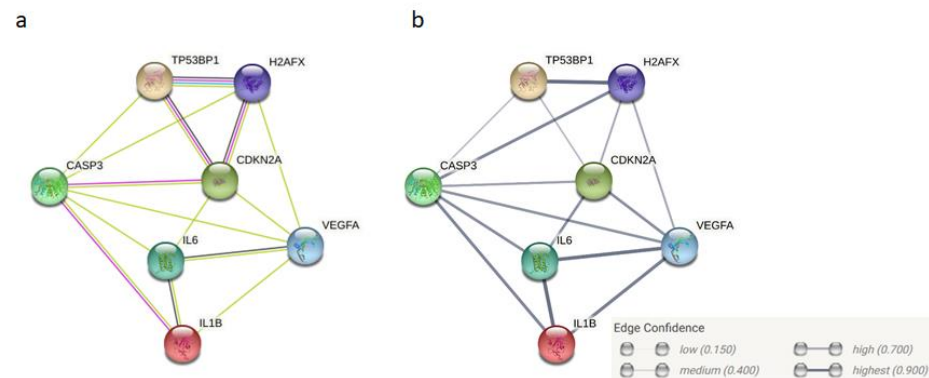 a
b
TP53BP1
H2AFX
CASP3
CDKN2A
VEGFA
IL6
IL1B
TP53BP1
H2AFX
CASP3
CDKN2A
VEGFA
IL6
IL1B
Edge Confidence
low (0.150)
high (0.700)
medium (0.400)
highest (0.900)